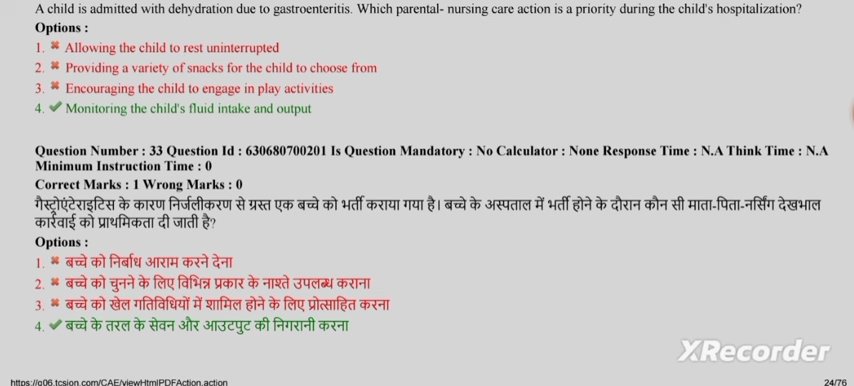 A child is admitted with dehydration due to gastroenteritis. Which parental- nursing care action is a priority during the child's hospitalization?
Options :
1. ✖ Allowing the child to rest uninterrupted
2. ✖ Providing a variety of snacks for the child to choose from
3. ✖ Encouraging the child to engage in play activities
4. ✔ Monitoring the child's fluid intake and output
Question Number : 33 Question Id : 630680700201 Is Question Mandatory : No Calculator : None Response Time : N.A Think Time : N.A
Minimum Instruction Time : 0
Correct Marks : 1 Wrong Marks : 0
गैस्ट्रोएंटेराइटिस के कारण निर्जलीकरण से ग्रस्त एक बच्चे को भर्ती कराया गया है। बच्चे के अस्पताल में भर्ती होने के दौरान कौन सी माता-पिता-नर्सिंग देखभाल
कार्रवाई को प्राथमिकता दी जाती है?
Options :
1. ✖ बच्चे को निर्बाध आराम करने देना
2. ✖ बच्चे को चुनने के लिए विभिन्न प्रकार के नाश्ते उपलब्ध कराना
3. ✖ बच्चे को खेल गतिविधियों में शामिल होने के लिए प्रोत्साहित करना
4. ✔ बच्चे के तरल के सेवन और आउटपुट की निगरानी करना
XRecorder
https://g06.tcsion.com/CAE/viewHtmlPDFAction.action 24/76